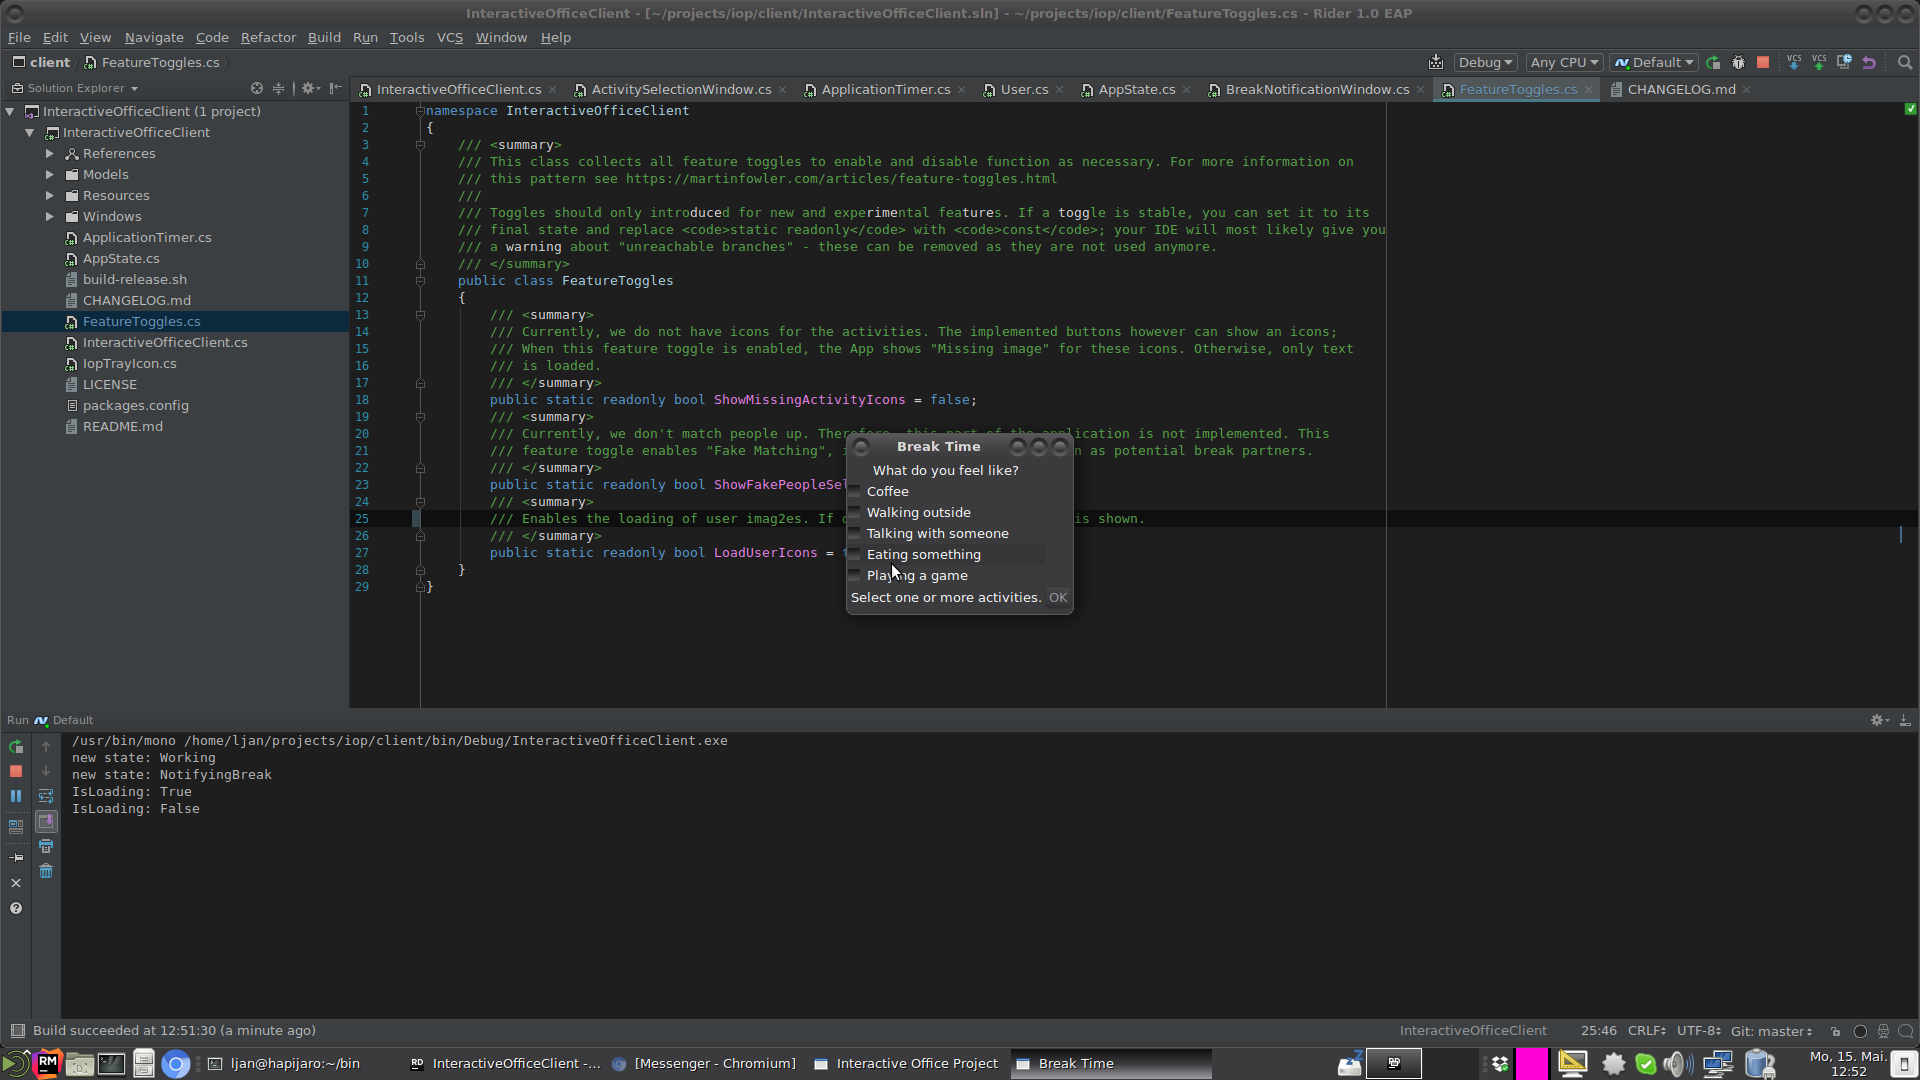 InteractiveOfficeClient - [~/projects/iop/client/InteractiveOfficeClient.sln] - ~/projects/iop/client/FeatureToggles.cs - Rider 1.0 EAP
File Edit View Navigate Code Refactor Build Run Tools VCS Window Help
client FeatureToggles.cs Debug Any CPU Default VCS VCS
Solution Explorer
InteractiveOfficeClient.cs ActivitySelectionWindow.cs ApplicationTimer.cs User.cs AppState.cs BreakNotificationWindow.cs FeatureToggles.cs CHANGELOG.md
InteractiveOfficeClient (1 project)
InteractiveOfficeClient
References
Models
Resources
Windows
ApplicationTimer.cs
AppState.cs
build-release.sh
CHANGELOG.md
FeatureToggles.cs
InteractiveOfficeClient.cs
IopTrayIcon.cs
LICENSE
packages.config
README.md
1 namespace InteractiveOfficeClient
2 {
3 /// <summary>
4 /// This class collects all feature toggles to enable and disable function as necessary. For more information on
5 /// this pattern see https://martinfowler.com/articles/feature-toggles.html
6 ///
7 /// Toggles should only introduced for new and experimental features. If a toggle is stable, you can set it to its
8 /// final state and replace <code>static readonly</code> with <code>const</code>; your IDE will most likely give you
9 /// a warning about "unreachable branches" - these can be removed as they are not used anymore.
10 /// </summary>
11 public class FeatureToggles
12 {
13 /// <summary>
14 /// Currently, we do not have icons for the activities. The implemented buttons however can show an icons;
15 /// When this feature toggle is enabled, the App shows "Missing image" for these icons. Otherwise, only text
16 /// is loaded.
17 /// </summary>
18 public static readonly bool ShowMissingActivityIcons = false;
19 /// <summary>
20 /// Currently, we don't match people up. Therefore, this part of the application is not implemented. This
21 /// feature toggle enables "Fake Matching", as potential break partners.
22 /// </summary>
23 public static readonly bool ShowFakePeopleSel
24 /// <summary>
25 /// Enables the loading of user imag2es. If is shown.
26 /// </summary>
27 public static readonly bool LoadUserIcons =
28 }
29 }
Break Time
What do you feel like?
Coffee
Walking outside
Talking with someone
Eating something
Playing a game
Select one or more activities. OK
Run Default
/usr/bin/mono /home/ljan/projects/iop/client/bin/Debug/InteractiveOfficeClient.exe
new state: Working
new state: NotifyingBreak
IsLoading: True
IsLoading: False
Build succeeded at 12:51:30 (a minute ago) InteractiveOfficeClient 25:46 CRLF UTF-8 Git: master
RM ljan@hapijaro:~/bin RD InteractiveOfficeClient -... [Messenger - Chromium] Interactive Office Project Break Time Mo, 15. Mai.
12:52